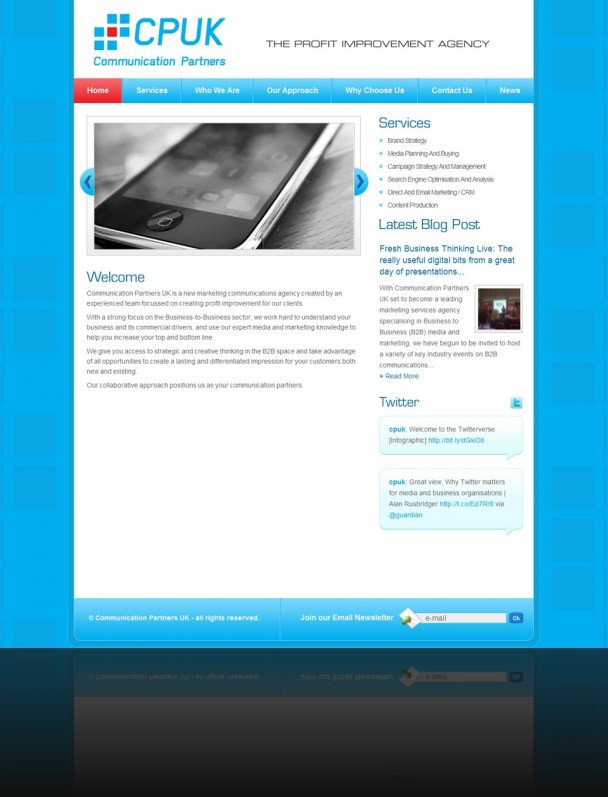 CPUK
Communication Partners
THE PROFIT IMPROVEMENT AGENCY
Home Services Who We Are Our Approach Why Choose Us Contact Us News
Welcome
Communication Partners UK is a new marketing communications agency created by an
experienced team focussed on creating profit improvement for our clients.
With a strong focus on the Business-to-Business sector, we work hard to understand your
business and its commercial drivers, and use our expert media and marketing knowledge to
help you increase your top and bottom line.
We give you access to strategic and creative thinking in the B2B space and take advantage
of all opportunities to create a lasting and differentiated impression for your customers both
new and existing.
Our collaborative approach positions us as your communication partners.
Services
Brand Strategy
Media Planning And Buying
Campaign Strategy And Management
Search Engine Optimisation And Analysis
Direct And Email Marketing / CRM
Content Production
Latest Blog Post
Fresh Business Thinking Live: The
really useful digital bits from a great
day of presentations...
With Communication Partners
UK set to become a leading
marketing services agency
specialising in Business to
Business (B2B) media and
marketing, we have begun to be invited to host
a variety of key industry events on B2B
communications...
» Read More
Twitter
cpuk: Welcome to the Twitterverse
[Infographic] http://bit.ly/dGleD8
cpuk: Great view, Why Twitter matters
for media and business organisations |
Alan Rusbridger http://t.co/Ezi7Rr8 via
@guardian
© Communication Partners UK - all rights reserved.
Join our Email Newsletter e-mail Ok